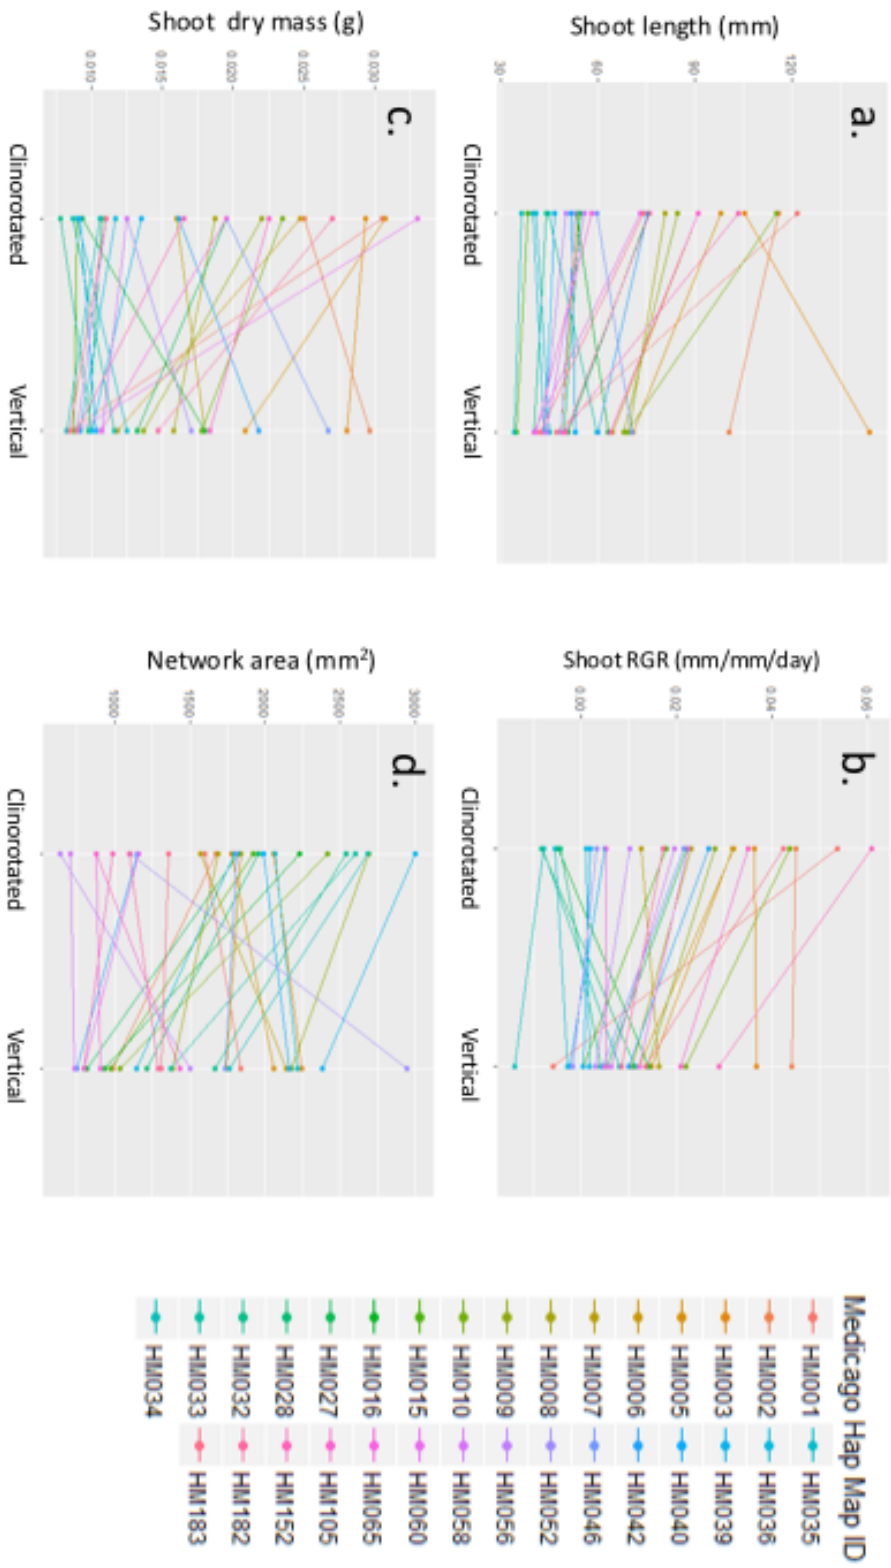 a.
Shoot length (mm)
30
60
90
120
Clinorotated
Vertical
b.
Shoot RGR (mm/mm/day)
0.00
0.02
0.04
0.06
Clinorotated
Vertical
c.
Shoot dry mass (g)
0.010
0.015
0.020
0.025
0.030
Clinorotated
Vertical
d.
Network area (mm²)
1000
1500
2000
2500
3000
Clinorotated
Vertical
Medicago Hap Map ID
HM001 HM035
HM002 HM036
HM003 HM039
HM005 HM040
HM006 HM042
HM007 HM046
HM008 HM052
HM009 HM056
HM010 HM058
HM015 HM060
HM016 HM065
HM027 HM105
HM028 HM152
HM032 HM182
HM033 HM183
HM034